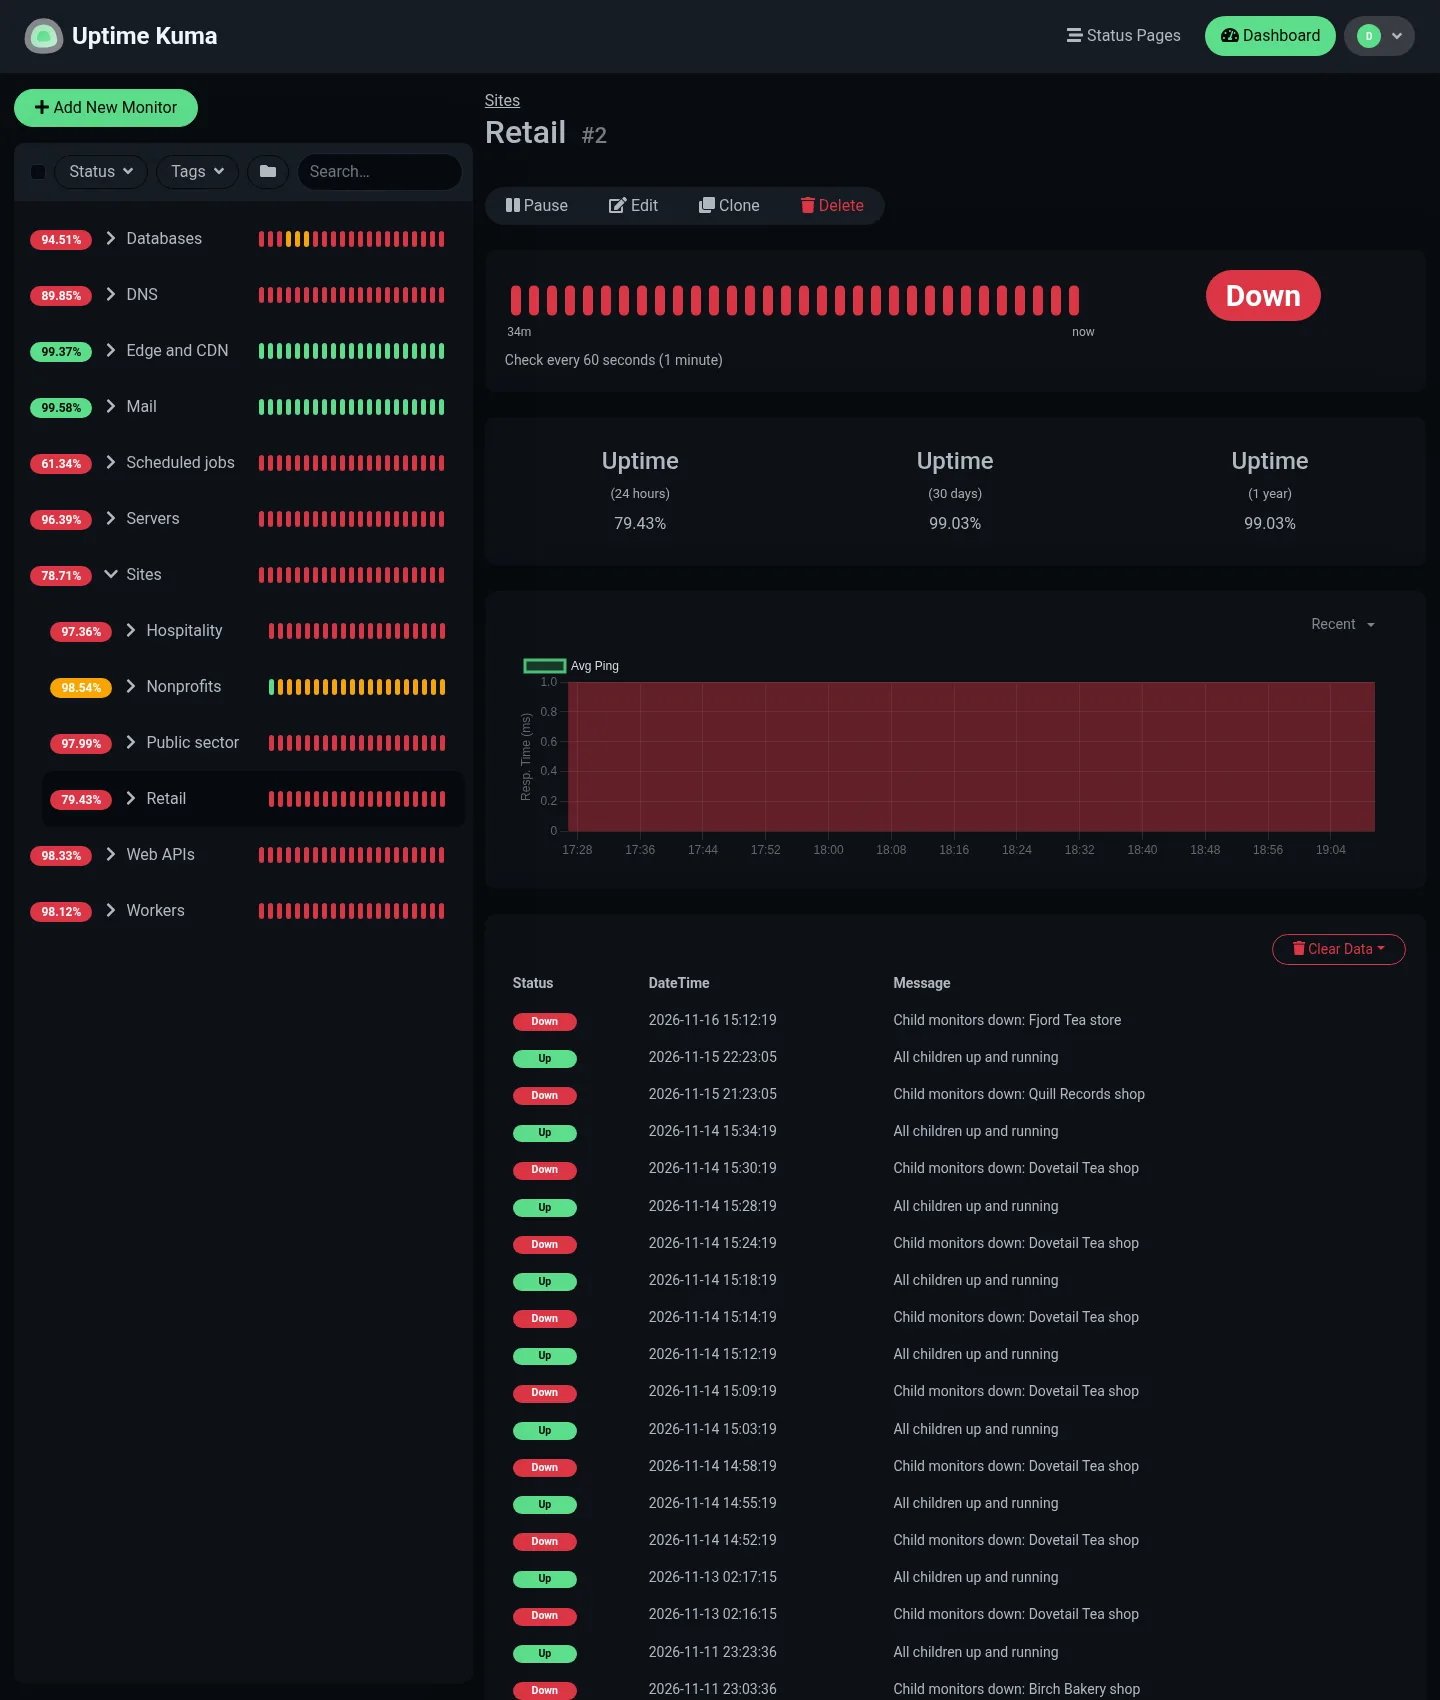 Uptime Kuma
Status Pages
Dashboard
D
Add New Monitor
Status
Tags
Search...
94.51% Databases
89.85% DNS
99.37% Edge and CDN
99.58% Mail
61.34% Scheduled jobs
96.39% Servers
78.71% Sites
97.36% Hospitality
98.54% Nonprofits
97.99% Public sector
79.43% Retail
98.33% Web APIs
98.12% Workers
Sites
Retail #2
Pause Edit Clone Delete
34m now
Check every 60 seconds (1 minute)
Down
Uptime Uptime Uptime
(24 hours) (30 days) (1 year)
79.43% 99.03% 99.03%
Recent
Avg Ping
Resp. Time (ms)
1.0
0.8
0.6
0.4
0.2
0
17:28 17:36 17:44 17:52 18:00 18:08 18:16 18:24 18:32 18:40 18:48 18:56 19:04
Clear Data
Status DateTime Message
Down 2026-11-16 15:12:19 Child monitors down: Fjord Tea store
Up 2026-11-15 22:23:05 All children up and running
Down 2026-11-15 21:23:05 Child monitors down: Quill Records shop
Up 2026-11-14 15:34:19 All children up and running
Down 2026-11-14 15:30:19 Child monitors down: Dovetail Tea shop
Up 2026-11-14 15:28:19 All children up and running
Down 2026-11-14 15:24:19 Child monitors down: Dovetail Tea shop
Up 2026-11-14 15:18:19 All children up and running
Down 2026-11-14 15:14:19 Child monitors down: Dovetail Tea shop
Up 2026-11-14 15:12:19 All children up and running
Down 2026-11-14 15:09:19 Child monitors down: Dovetail Tea shop
Up 2026-11-14 15:03:19 All children up and running
Down 2026-11-14 14:58:19 Child monitors down: Dovetail Tea shop
Up 2026-11-14 14:55:19 All children up and running
Down 2026-11-14 14:52:19 Child monitors down: Dovetail Tea shop
Up 2026-11-13 02:17:15 All children up and running
Down 2026-11-13 02:16:15 Child monitors down: Dovetail Tea shop
Up 2026-11-11 23:23:36 All children up and running
Down 2026-11-11 23:03:36 Child monitors down: Birch Bakery shop